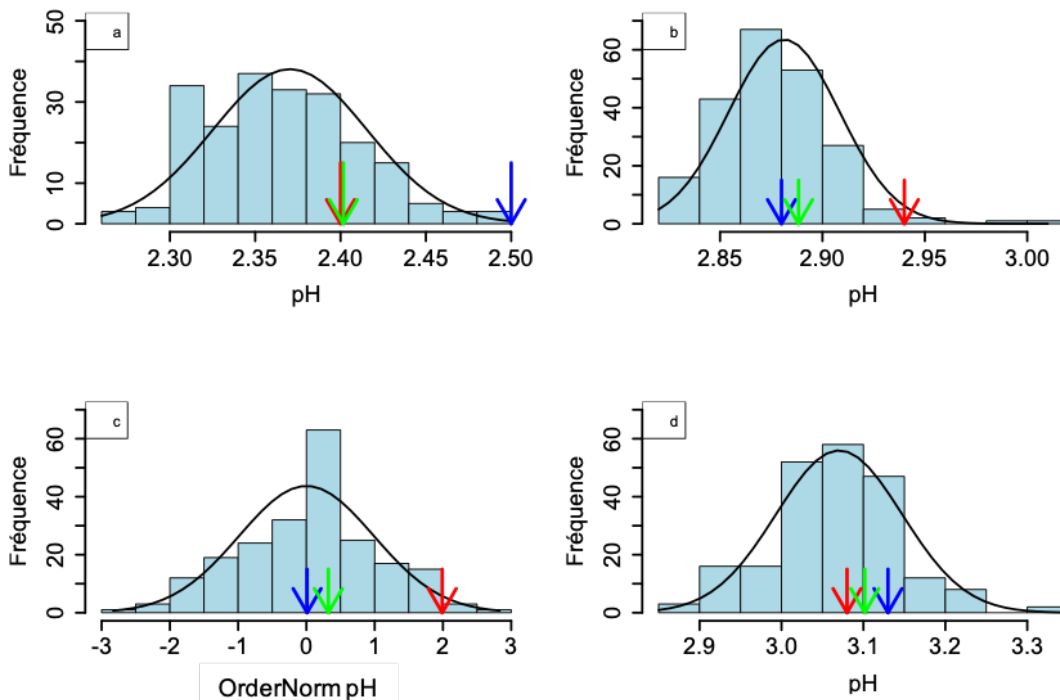 a
Fréquence
50
30
10
0
2.30 2.35 2.40 2.45 2.50
pH
b
Fréquence
60
40
20
0
2.85 2.90 2.95 3.00
pH
c
Fréquence
60
40
20
0
-3 -2 -1 0 1 2 3
OrderNorm pH
d
Fréquence
60
40
20
0
2.9 3.0 3.1 3.2 3.3
pH